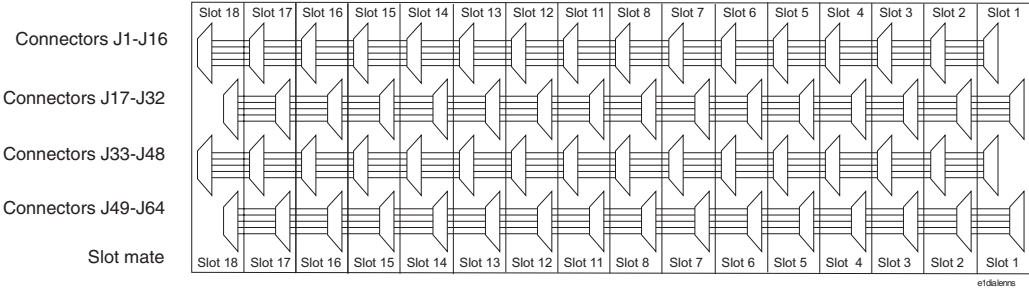 Slot 18 Slot 17 Slot 16 Slot 15 Slot 14 Slot 13 Slot 12 Slot 11 Slot 8 Slot 7 Slot 6 Slot 5 Slot 4 Slot 3 Slot 2 Slot 1
Connectors J1-J16
Connectors J17-J32
Connectors J33-J48
Connectors J49-J64
Slot mate
Slot 18 Slot 17 Slot 16 Slot 15 Slot 14 Slot 13 Slot 12 Slot 11 Slot 8 Slot 7 Slot 6 Slot 5 Slot 4 Slot 3 Slot 2 Slot 1
e1dialenns